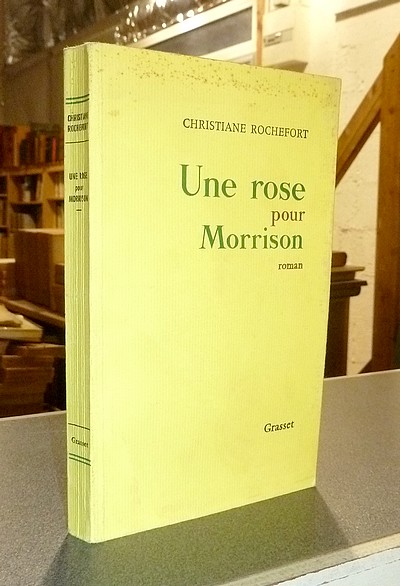 CHRISTIANE
ROCHEFORT
UNE ROSE
pour
MORRISON
Grasset
CHRISTIANE ROCHEFORT
Une rose
pour
Morrison
roman
Grasset